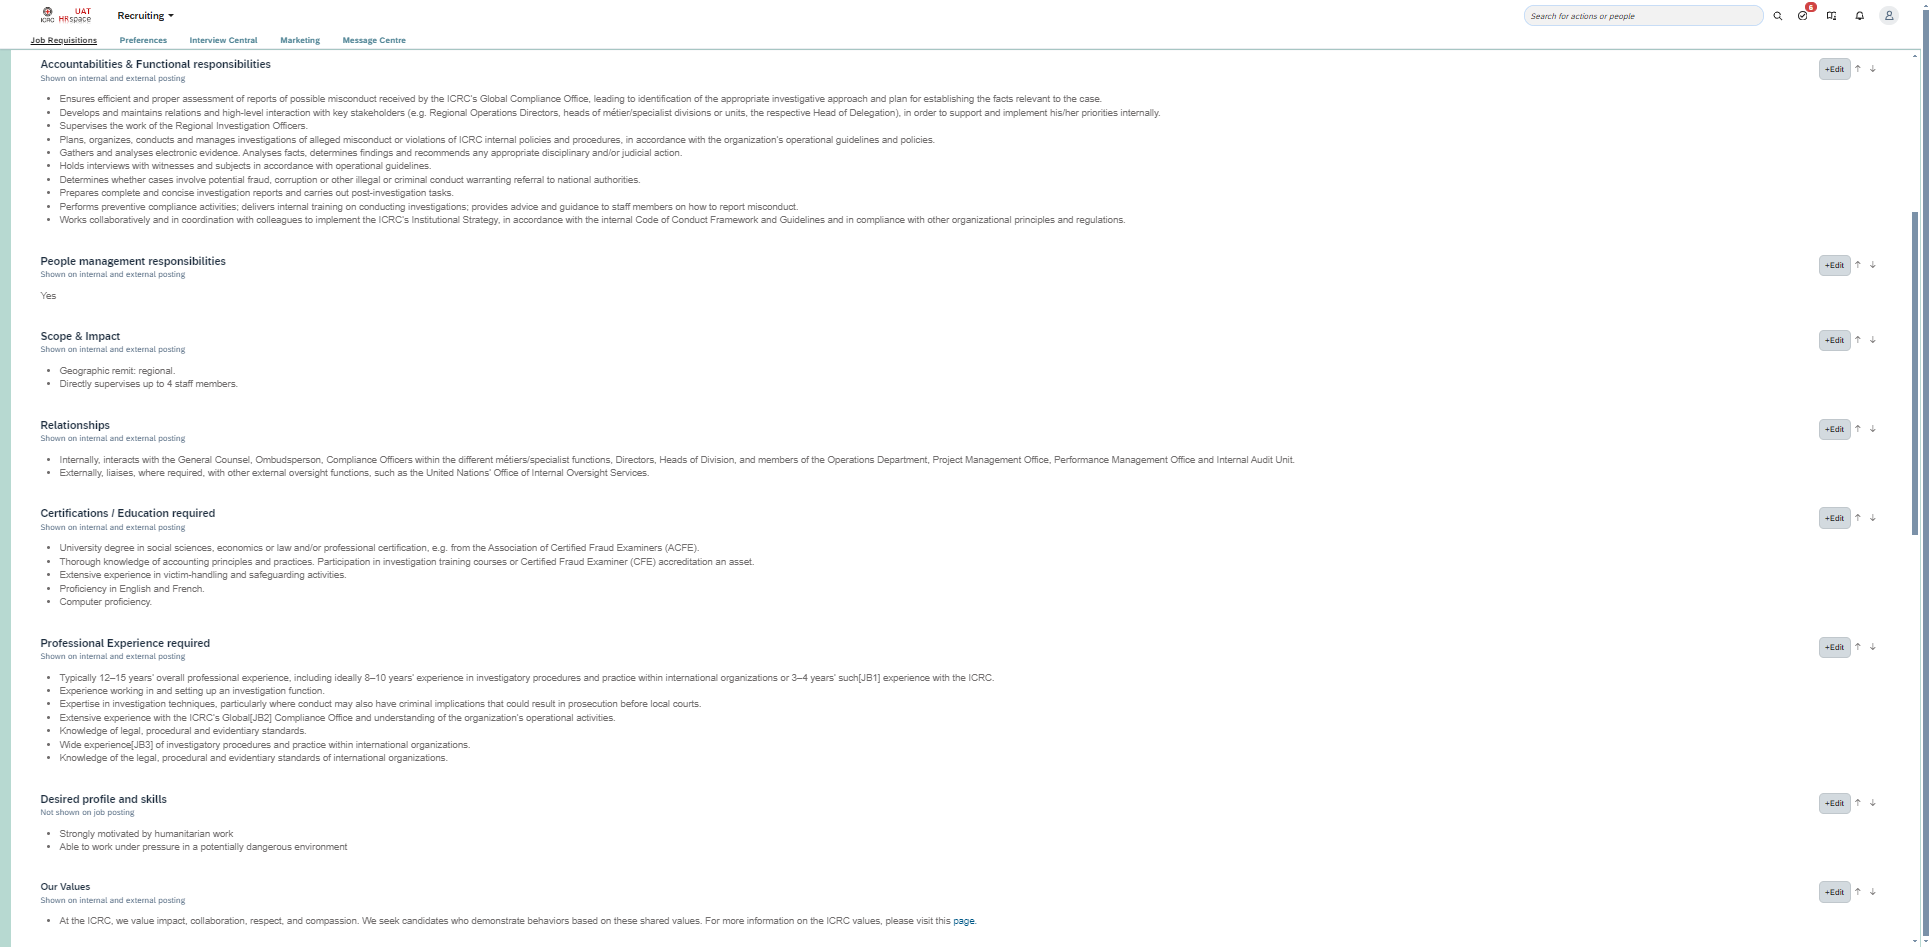 ICRC
UAT
HRspace
Recruiting
Search for actions or people
6
Job Requisitions
Preferences
Interview Central
Marketing
Message Centre
Accountabilities & Functional responsibilities
+Edit
Shown on internal and external posting
Ensures efficient and proper assessment of reports of possible misconduct received by the ICRC's Global Compliance Office, leading to identification of the appropriate investigative approach and plan for establishing the facts relevant to the case.
Develops and maintains relations and high-level interaction with key stakeholders (e.g. Regional Operations Directors, heads of métier/specialist divisions or units, the respective Head of Delegation), in order to support and implement his/her priorities internally.
Supervises the work of the Regional Investigation Officers.
Plans, organizes, conducts and manages investigations of alleged misconduct or violations of ICRC internal policies and procedures, in accordance with the organization's operational guidelines and policies.
Gathers and analyses electronic evidence. Analyses facts, determines findings and recommends any appropriate disciplinary and/or judicial action.
Holds interviews with witnesses and subjects in accordance with operational guidelines.
Determines whether cases involve potential fraud, corruption or other illegal or criminal conduct warranting referral to national authorities.
Prepares complete and concise investigation reports and carries out post-investigation tasks.
Performs preventive compliance activities; delivers internal training on conducting investigations; provides advice and guidance to staff members on how to report misconduct.
Works collaboratively and in coordination with colleagues to implement the ICRC's Institutional Strategy, in accordance with the internal Code of Conduct Framework and Guidelines and in compliance with other organizational principles and regulations.
People management responsibilities
+Edit
Shown on internal and external posting
Yes
Scope & Impact
+Edit
Shown on internal and external posting
Geographic remit: regional.
Directly supervises up to 4 staff members.
Relationships
+Edit
Shown on internal and external posting
Internally, interacts with the General Counsel, Ombudsperson, Compliance Officers within the different métiers/specialist functions, Directors, Heads of Division, and members of the Operations Department, Project Management Office, Performance Management Office and Internal Audit Unit.
Externally, liaises, where required, with other external oversight functions, such as the United Nations' Office of Internal Oversight Services.
Certifications / Education required
+Edit
Shown on internal and external posting
University degree in social sciences, economics or law and/or professional certification, e.g. from the Association of Certified Fraud Examiners (ACFE).
Thorough knowledge of accounting principles and practices. Participation in investigation training courses or Certified Fraud Examiner (CFE) accreditation an asset.
Extensive experience in victim-handling and safeguarding activities.
Proficiency in English and French.
Computer proficiency.
Professional Experience required
+Edit
Shown on internal and external posting
Typically 12–15 years' overall professional experience, including ideally 8–10 years' experience in investigatory procedures and practice within international organizations or 3–4 years' such[JB1] experience with the ICRC.
Experience working in and setting up an investigation function.
Expertise in investigation techniques, particularly where conduct may also have criminal implications that could result in prosecution before local courts.
Extensive experience with the ICRC's Global[JB2] Compliance Office and understanding of the organization's operational activities.
Knowledge of legal, procedural and evidentiary standards.
Wide experience[JB3] of investigatory procedures and practice within international organizations.
Knowledge of the legal, procedural and evidentiary standards of international organizations.
Desired profile and skills
+Edit
Not shown on job posting
Strongly motivated by humanitarian work
Able to work under pressure in a potentially dangerous environment
Our Values
+Edit
Shown on internal and external posting
At the ICRC, we value impact, collaboration, respect, and compassion. We seek candidates who demonstrate behaviors based on these shared values. For more information on the ICRC values, please visit this page.